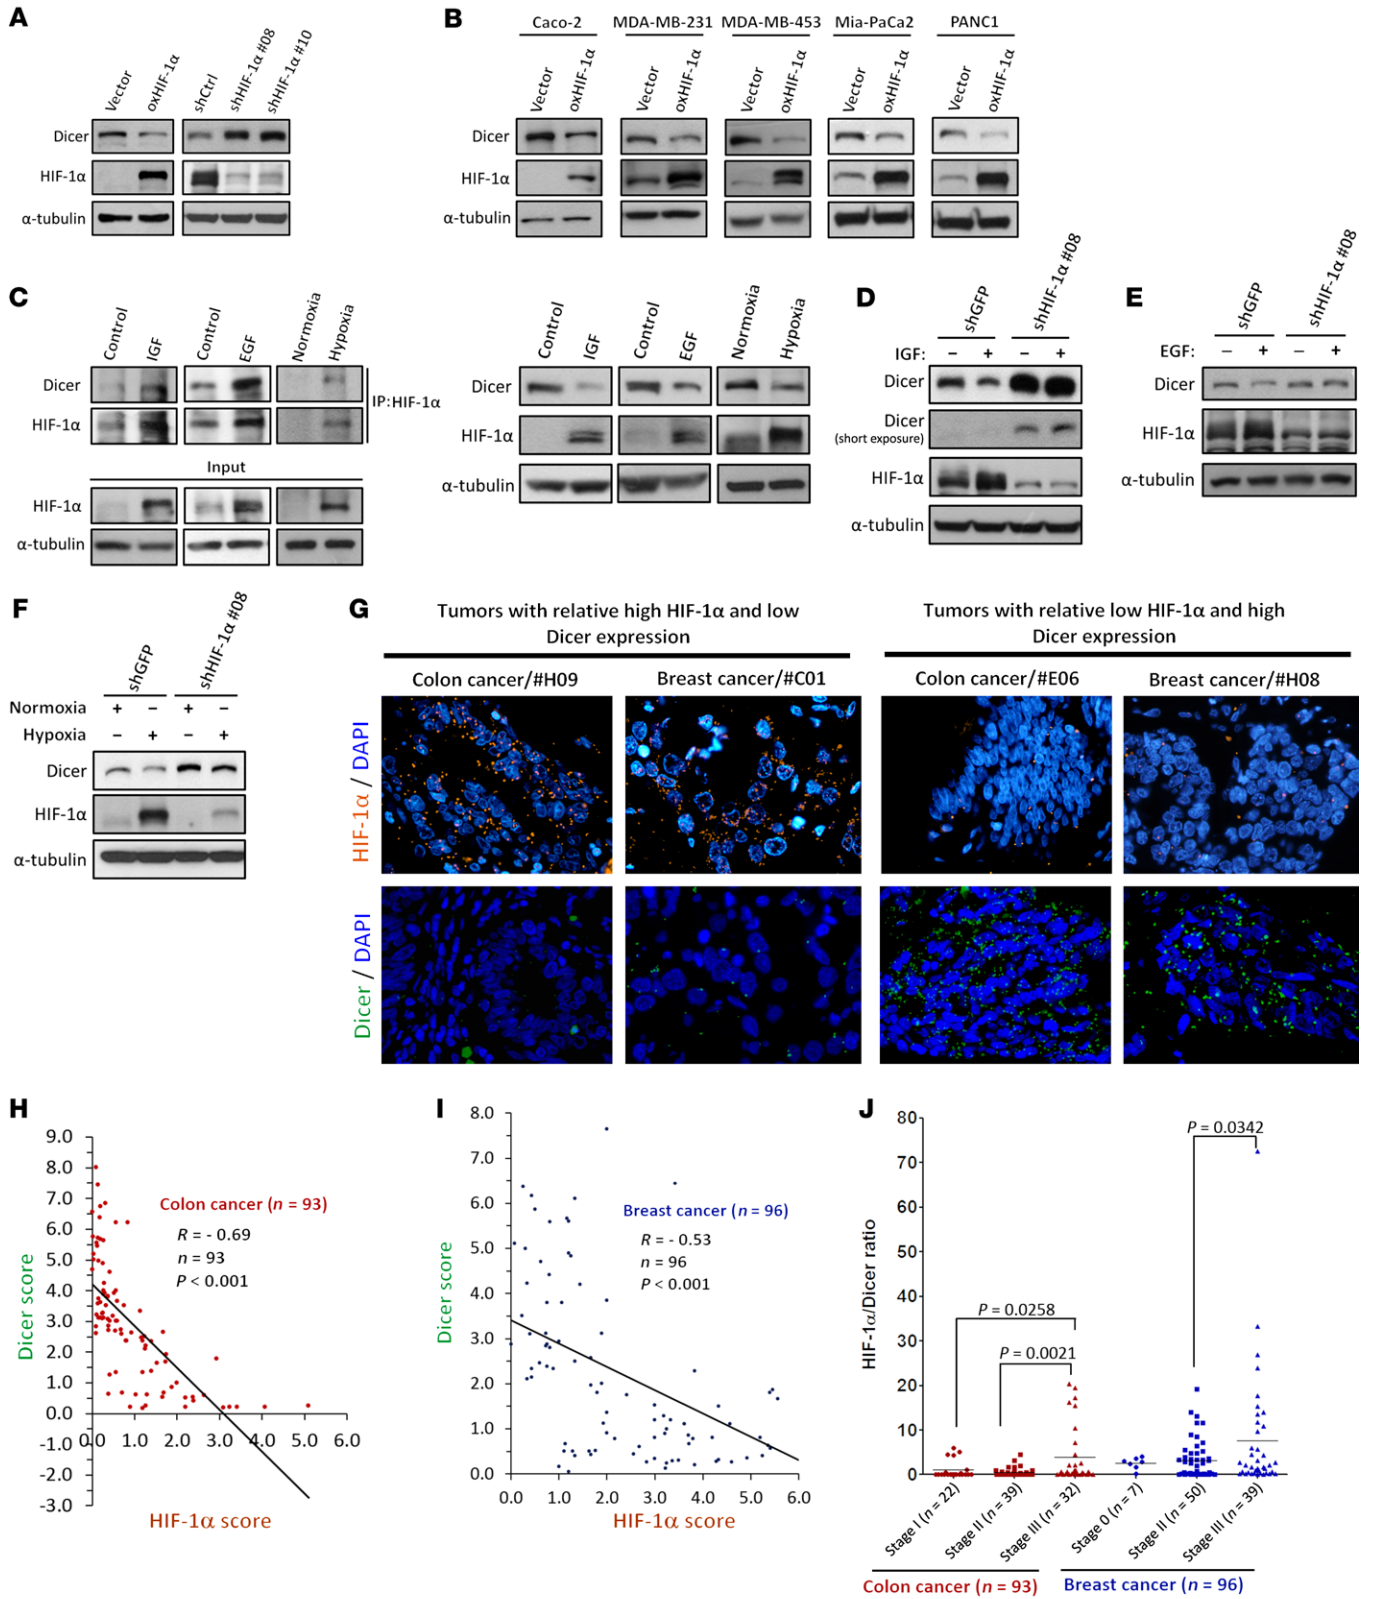 A
Vector
oxHIF-1α
shCtrl
shHIF-1α #08
shHIF-1α #10
Dicer
HIF-1α
α-tubulin
B
Caco-2
MDA-MB-231
MDA-MB-453
Mia-PaCa2
PANC1
Vector
oxHIF-1α
Vector
oxHIF-1α
Vector
oxHIF-1α
Vector
oxHIF-1α
Vector
oxHIF-1α
Dicer
HIF-1α
α-tubulin
C
Control
IGF
Control
EGF
Normoxia
Hypoxia
Dicer
HIF-1α
IP:HIF-1α
Input
HIF-1α
α-tubulin
Control
IGF
Control
EGF
Normoxia
Hypoxia
Dicer
HIF-1α
α-tubulin
D
shGFP
shHIF-1α #08
IGF: – + – +
Dicer
Dicer
(short exposure)
HIF-1α
α-tubulin
E
shGFP
shHIF-1α #08
EGF: – + – +
Dicer
HIF-1α
α-tubulin
F
shGFP
shHIF-1α #08
Normoxia + – + –
Hypoxia – + – +
Dicer
HIF-1α
α-tubulin
G
Tumors with relative high HIF-1α and low
Dicer expression
Tumors with relative low HIF-1α and high
Dicer expression
Colon cancer/#H09
Breast cancer/#C01
Colon cancer/#E06
Breast cancer/#H08
HIF-1α / DAPI
Dicer / DAPI
H
9.0
8.0
7.0
6.0
5.0
4.0
3.0
2.0
1.0
0.0
-1.0
-2.0
-3.0
0.0 1.0 2.0 3.0 4.0 5.0 6.0
Dicer score
HIF-1α score
Colon cancer (n = 93)
R = - 0.69
n = 93
P < 0.001
I
8.0
7.0
6.0
5.0
4.0
3.0
2.0
1.0
0.0
0.0 1.0 2.0 3.0 4.0 5.0 6.0
Dicer score
HIF-1α score
Breast cancer (n = 96)
R = - 0.53
n = 96
P < 0.001
J
80
70
60
50
40
30
20
10
0
HIF-1α/Dicer ratio
P = 0.0258
P = 0.0021
P = 0.0342
Stage I (n = 22)
Stage II (n = 39)
Stage III (n = 32)
Stage 0 (n = 7)
Stage II (n = 50)
Stage III (n = 39)
Colon cancer (n = 93)
Breast cancer (n = 96)